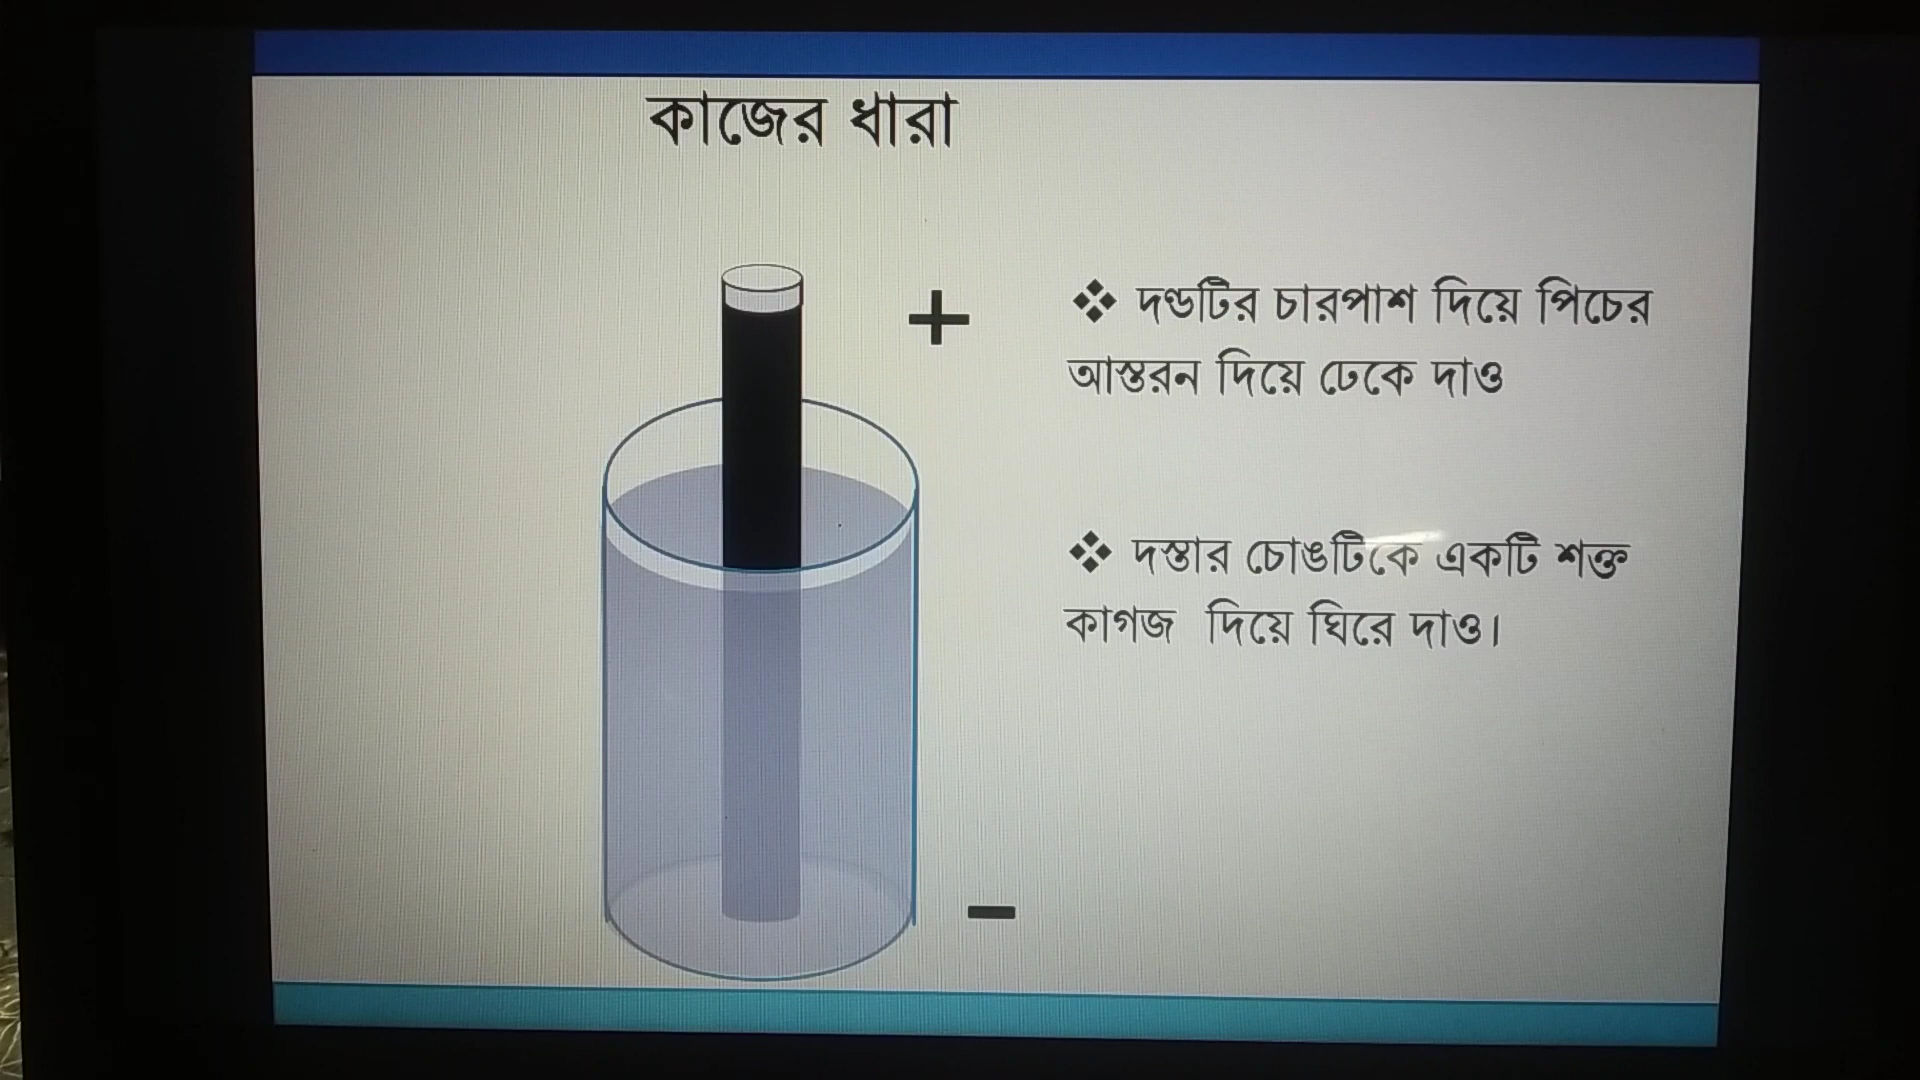 কাজের ধারা
+
❖ দণ্ডটির চারপাশ দিয়ে পিচের
আস্তরন দিয়ে ঢেকে দাও
❖ দস্তার চোঙটিকে একটি শক্ত
কাগজ দিয়ে ঘিরে দাও।
−